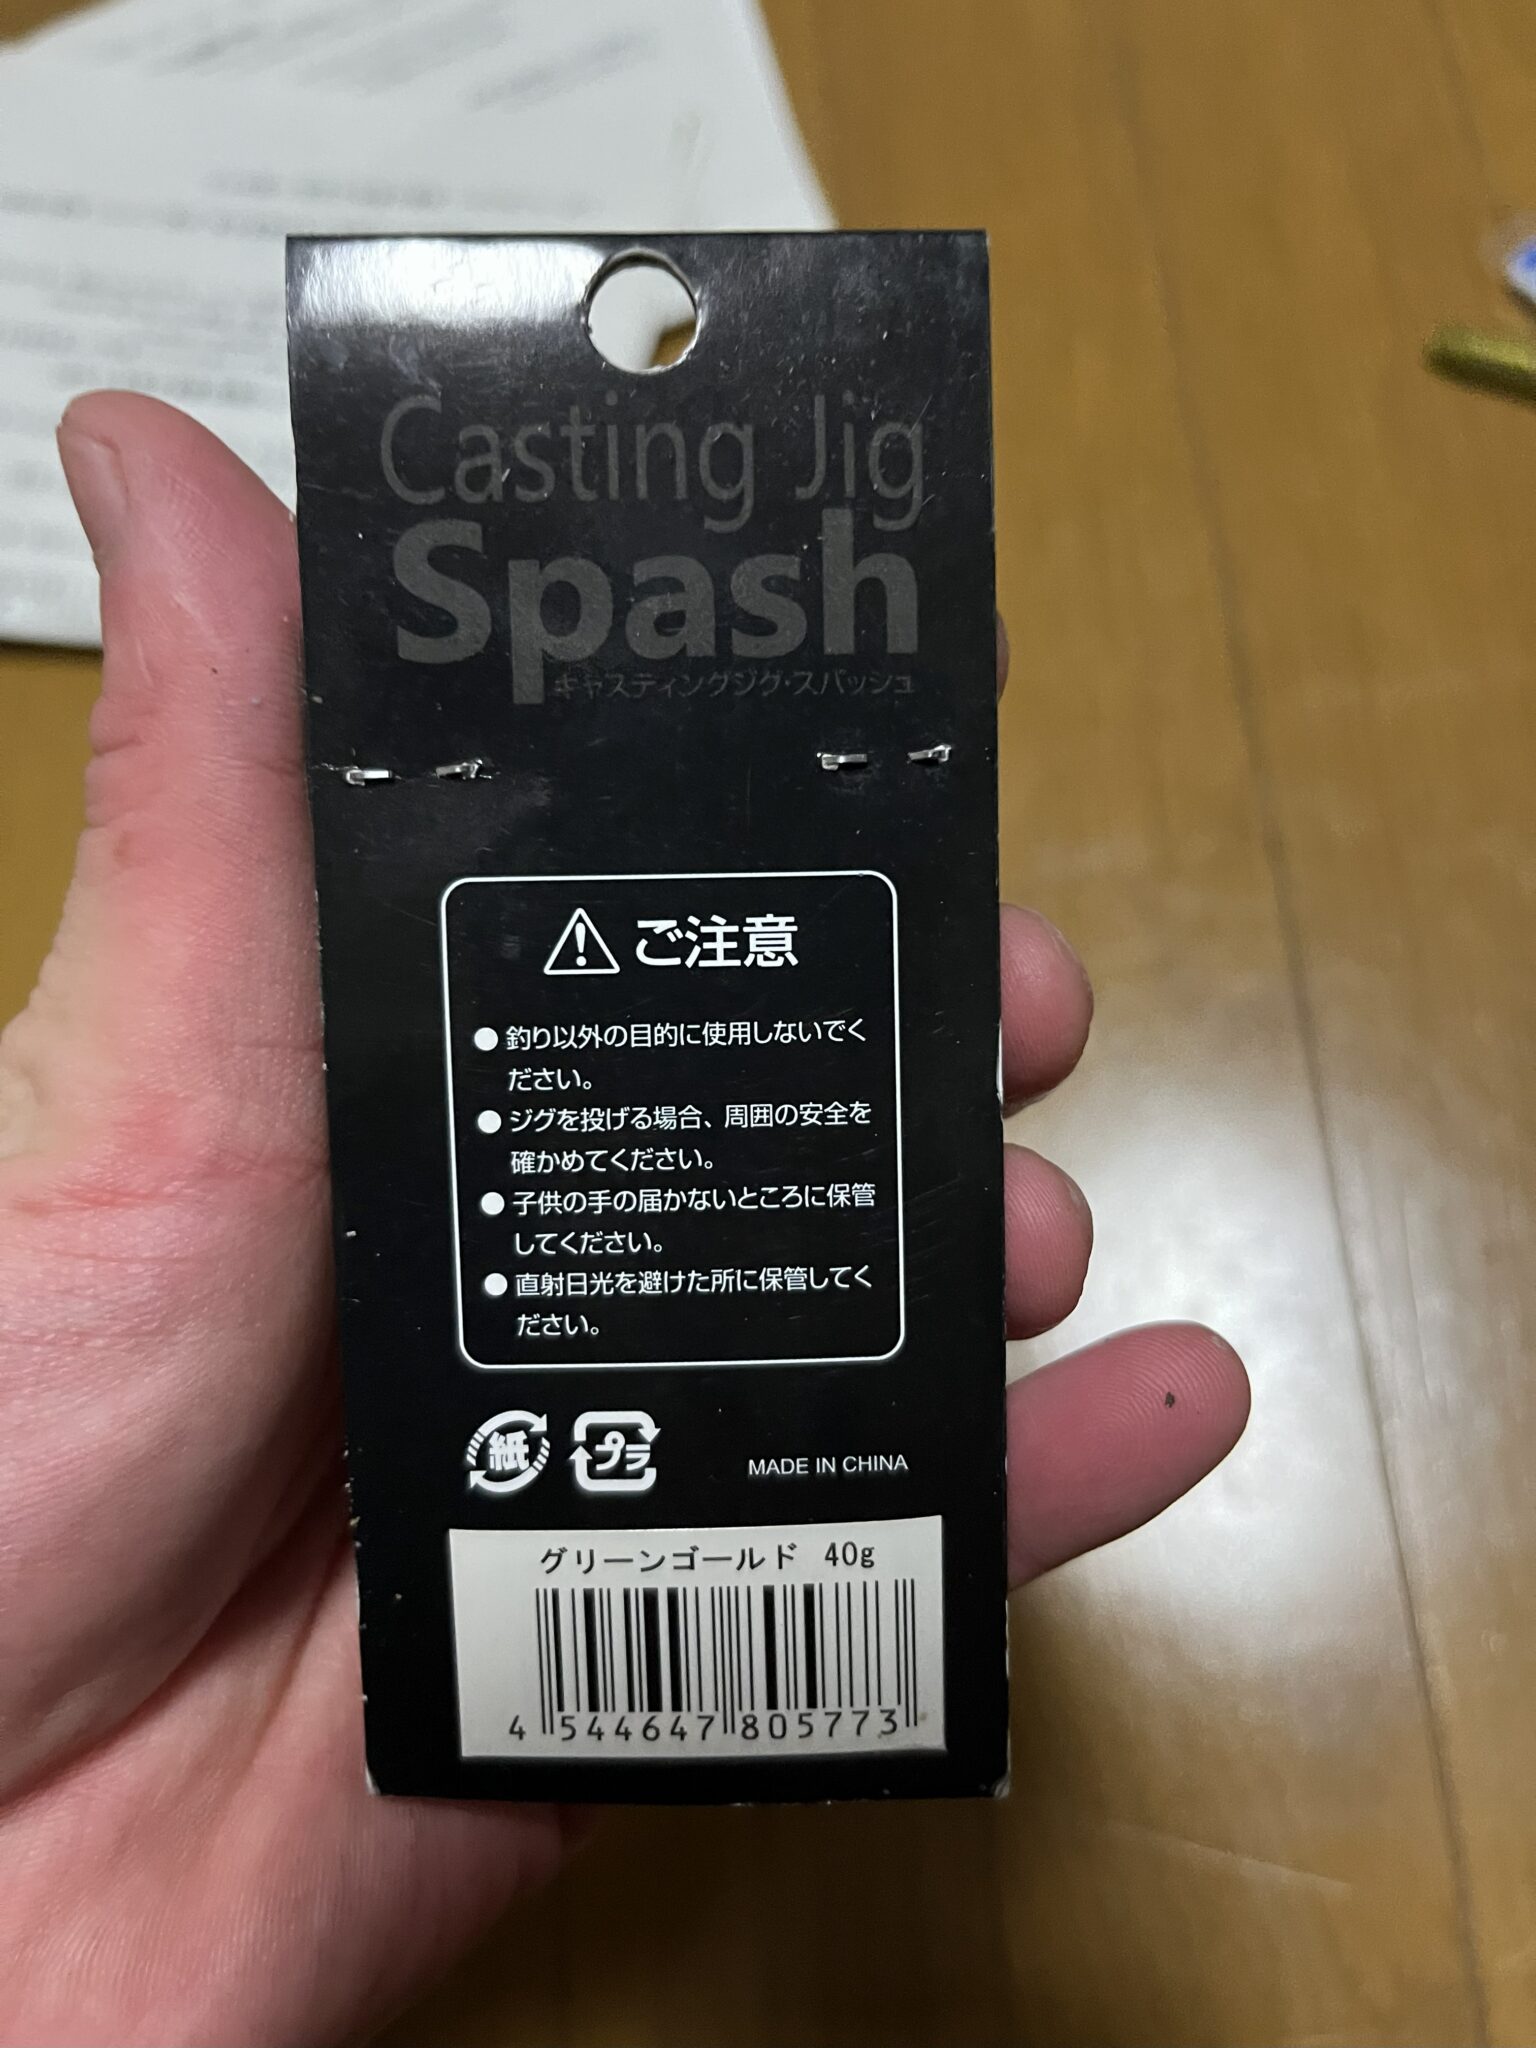 Casting Jig
Spash
キャスティングジグ・スパッシュ
ご注意
●釣り以外の目的に使用しないでく
ださい。
●ジグを投げる場合、周囲の安全を
確かめてください。
●子供の手の届かないところに保管
してください。
●直射日光を避けた所に保管してく
ださい。
紙
プラ
MADE IN CHINA
グリーンゴールド 40g
4 544647 805773